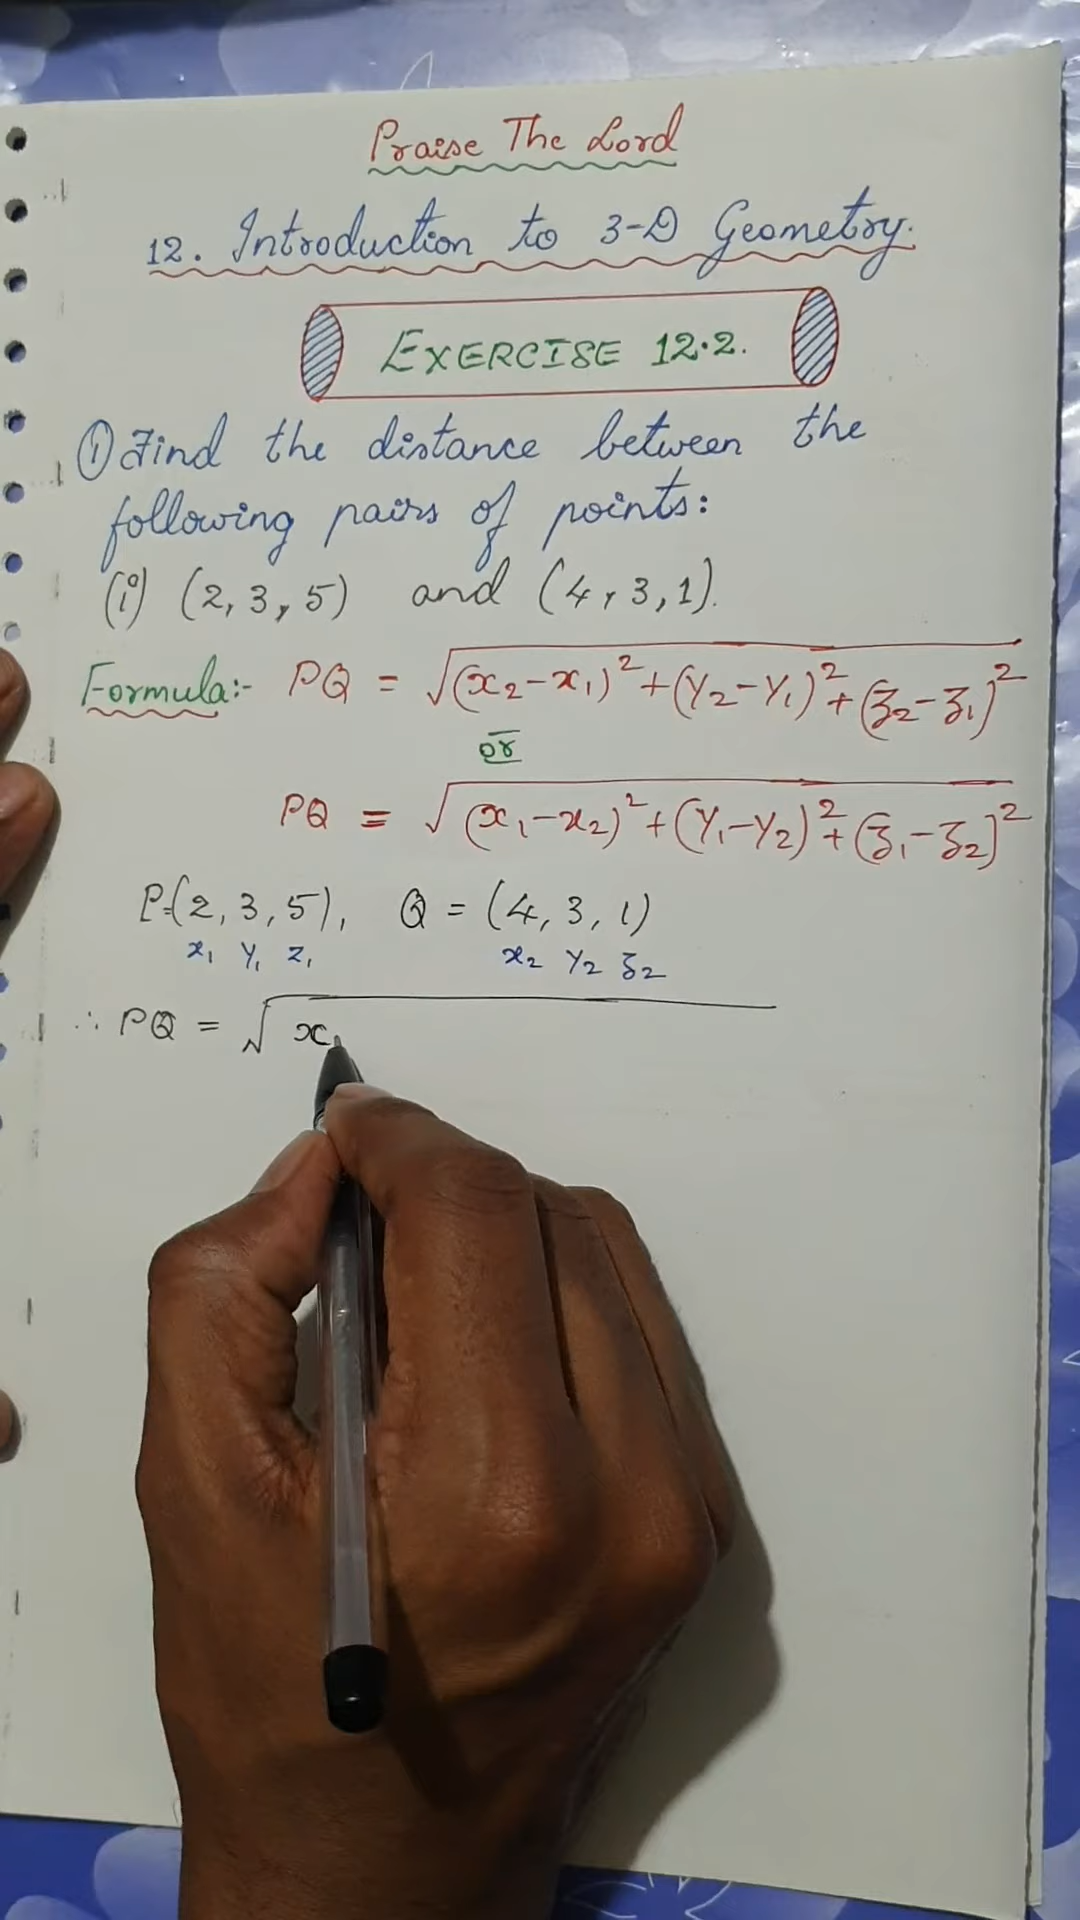 Praise The Lord
12. Introduction to 3-D Geometry.
EXERCISE 12.2.
① Find the distance between the
following pairs of points:
(i) (2, 3, 5) and (4, 3, 1).
Formula:- PQ = √(x₂-x₁)²+(y₂-y₁)²+(z₂-z₁)²
or
PQ = √(x₁-x₂)²+(y₁-y₂)²+(z₁-z₂)²
P=(2, 3, 5), Q = (4, 3, 1)
x₁ y₁ z₁ x₂ y₂ z₂
∴ PQ = √x